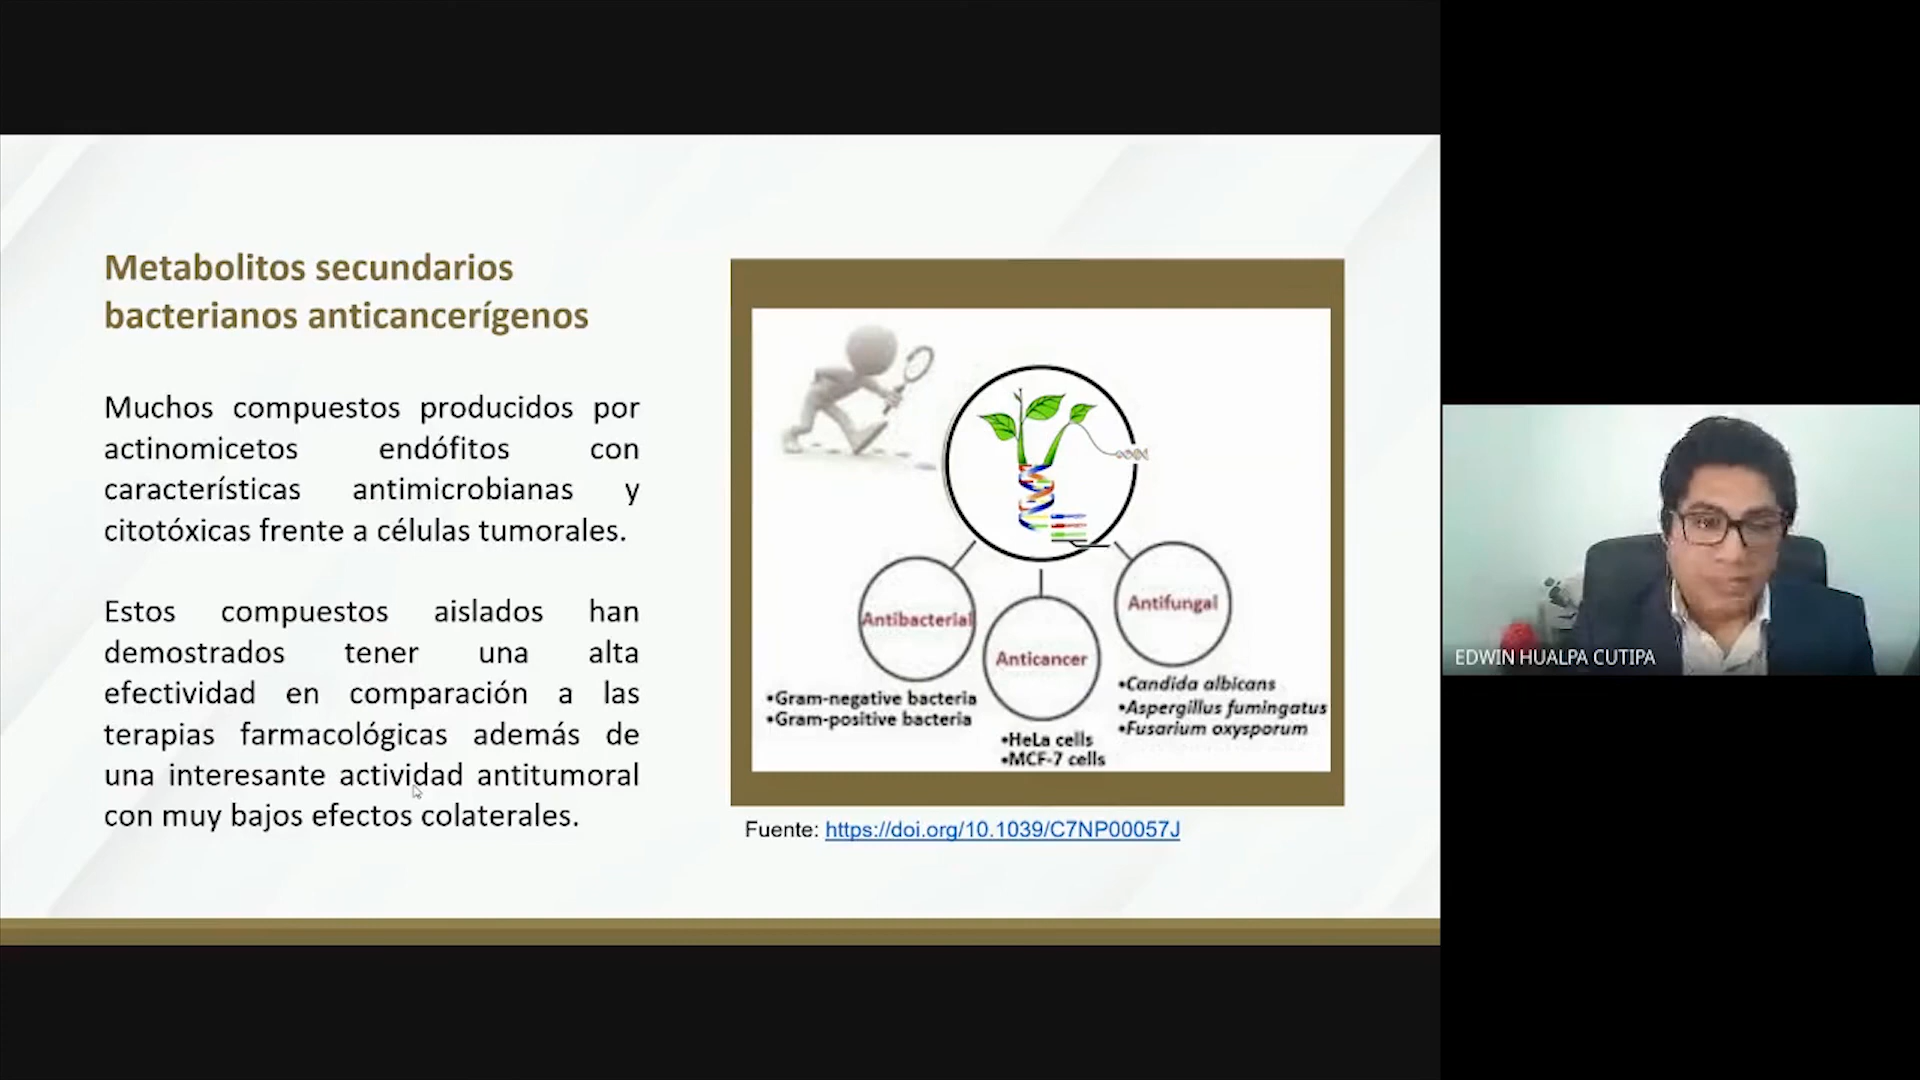 Metabolitos secundarios
bacterianos anticancerígenos
Muchos compuestos producidos por
actinomicetos endófitos con
características antimicrobianas y
citotóxicas frente a células tumorales.
Estos compuestos aislados han
demostrados tener una alta
efectividad en comparación a las
terapias farmacológicas además de
una interesante actividad antitumoral
con muy bajos efectos colaterales.
Antibacterial
•Gram-negative bacteria
•Gram-positive bacteria
Anticancer
•HeLa cells
•MCF-7 cells
Antifungal
•Candida albicans
•Aspergillus fumingatus
•Fusarium oxysporum
Fuente: https://doi.org/10.1039/C7NP00057J
EDWIN HUALPA CUTIPA